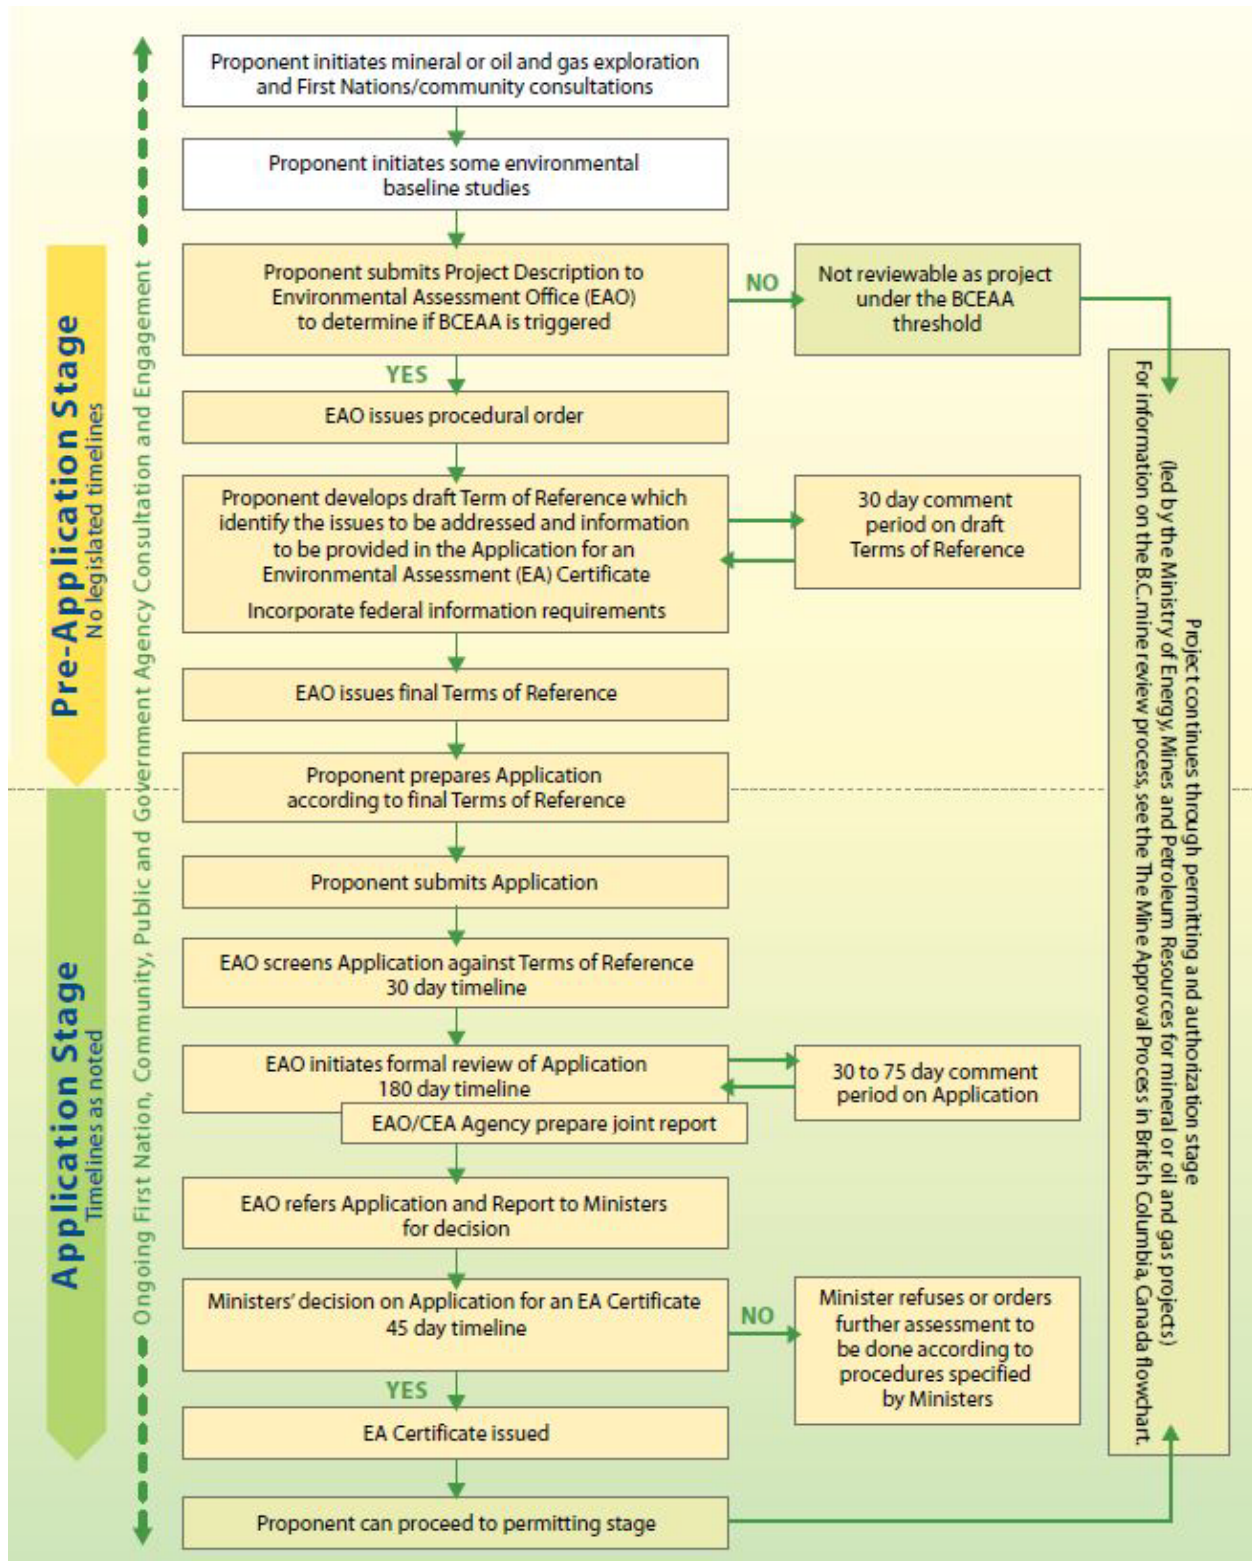 Proponent initiates mineral or oil and gas exploration
and First Nations/community consultations
Proponent initiates some environmental
baseline studies
Proponent submits Project Description to
Environmental Assessment Office (EAO)
to determine if BCEAA is triggered
NO
Not reviewable as project
under the BCEAA
threshold
YES
EAO issues procedural order
Proponent develops draft Term of Reference which
identify the issues to be addressed and information
to be provided in the Application for an
Environmental Assessment (EA) Certificate
Incorporate federal information requirements
30 day comment
period on draft
Terms of Reference
EAO issues final Terms of Reference
Proponent prepares Application
according to final Terms of Reference
Proponent submits Application
EAO screens Application against Terms of Reference
30 day timeline
EAO initiates formal review of Application
180 day timeline
30 to 75 day comment
period on Application
EAO/CEA Agency prepare joint report
EAO refers Application and Report to Ministers
for decision
Ministers' decision on Application for an EA Certificate
45 day timeline
NO
Minister refuses or orders
further assessment to
be done according to
procedures specified
by Ministers
YES
EA Certificate issued
Proponent can proceed to permitting stage
Pre-Application Stage
No legislated timelines
Application Stage
Timelines as noted
Ongoing First Nation, Community, Public and Government Agency Consultation and Engagement
Project continues through permitting and authorization stage
(led by the Ministry of Energy, Mines and Petroleum Resources for mineral or oil and gas projects)
For information on the B.C. mine review process, see the The Mine Approval Process in British Columbia, Canada flowchart.